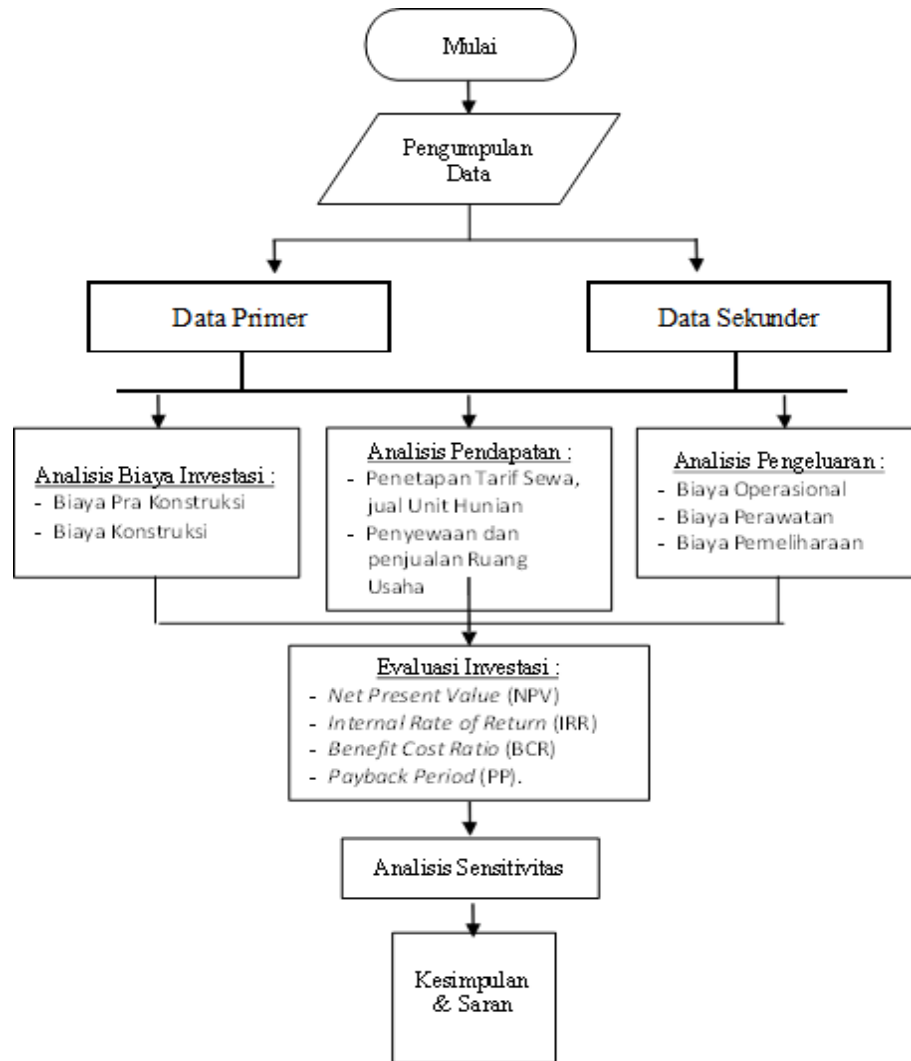 Mulai
Pengumpulan
Data
Data Primer
Data Sekunder
Analisis Biaya Investasi :
- Biaya Pra Konstruksi
- Biaya Konstruksi
Analisis Pendapatan :
- Penetapan Tarif Sewa,
jual Unit Hunian
- Penyewaan dan
penjualan Ruang
Usaha
Analisis Pengeluaran :
- Biaya Operasional
- Biaya Perawatan
- Biaya Pemeliharaan
Evaluasi Investasi :
- Net Present Value (NPV)
- Internal Rate of Return (IRR)
- Benefit Cost Ratio (BCR)
- Payback Period (PP).
Analisis Sensitivitas
Kesimpulan
& Saran